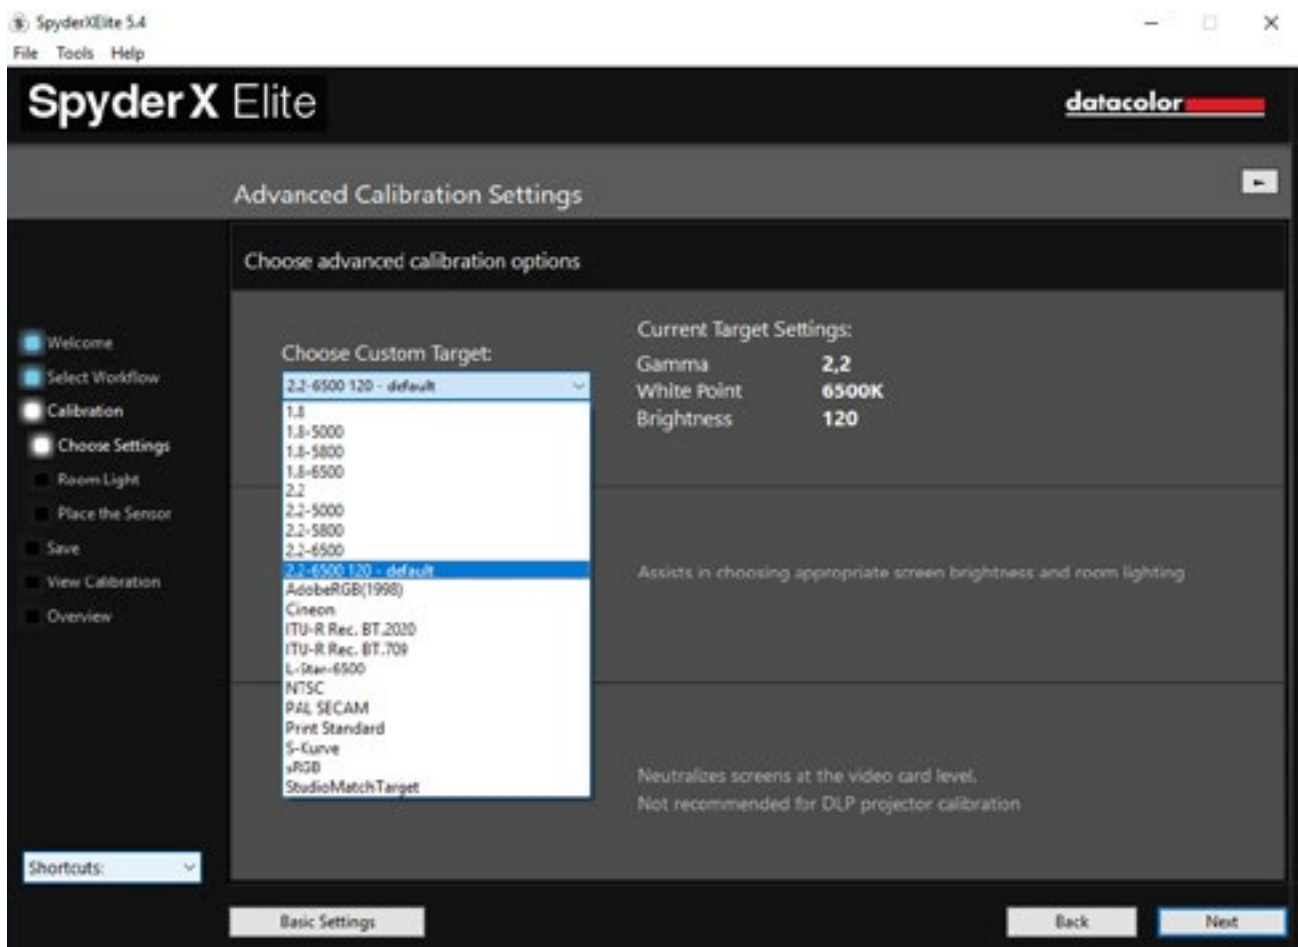 SpyderXElite 5.4
File Tools Help
SpyderX Elite
datacolor
Advanced Calibration Settings
Choose advanced calibration options
Welcome
Select Workflow
Calibration
Choose Settings
Room Light
Place the Sensor
Save
View Calibration
Overview
Shortcuts:
Choose Custom Target:
2.2-6500 120 - default
1.8
1.8-5000
1.8-5800
1.8-6500
2.2
2.2-5000
2.2-5800
2.2-6500
2.2-6500 120 - default
AdobeRGB(1998)
Cineon
ITU-R Rec. BT.2020
ITU-R Rec. BT.709
L-Star-6500
NTSC
PAL SECAM
Print Standard
S-Kurve
sRGB
StudioMatchTarget
Current Target Settings:
Gamma 2,2
White Point 6500K
Brightness 120
Assists in choosing appropriate screen brightness and room lighting
Neutralizes screens at the video card level.
Not recommended for DLP projector calibration
Basic Settings
Back
Next